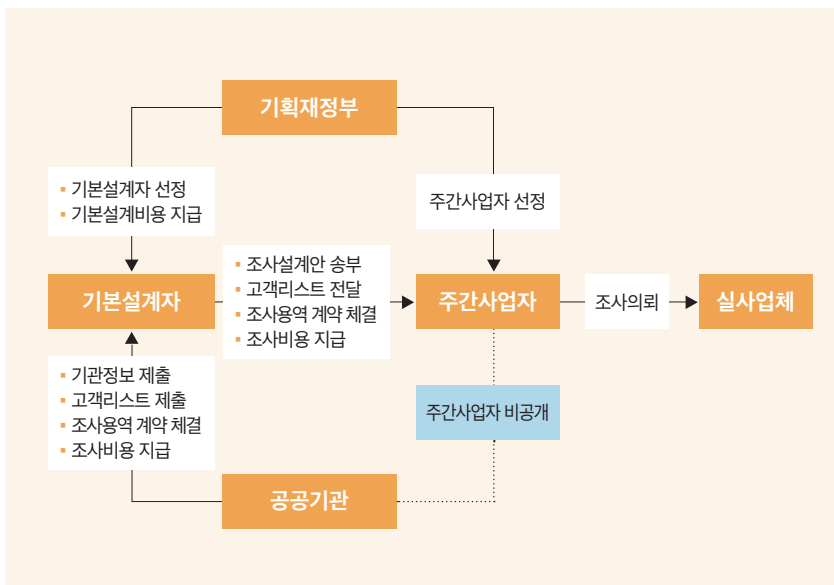 기획재정부
▪ 기본설계자 선정
▪ 기본설계비용 지급
주간사업자 선정
기본설계자
▪ 조사설계안 송부
▪ 고객리스트 전달
▪ 조사용역 계약 체결
▪ 조사비용 지급
주간사업자
조사의뢰
실사업체
▪ 기관정보 제출
▪ 고객리스트 제출
▪ 조사용역 계약 체결
▪ 조사비용 지급
주간사업자 비공개
공공기관